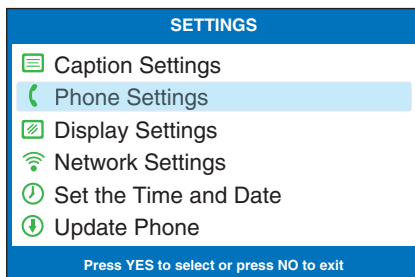 SETTINGS
Caption Settings
Phone Settings
Display Settings
Network Settings
Set the Time and Date
Update Phone
Press YES to select or press NO to exit